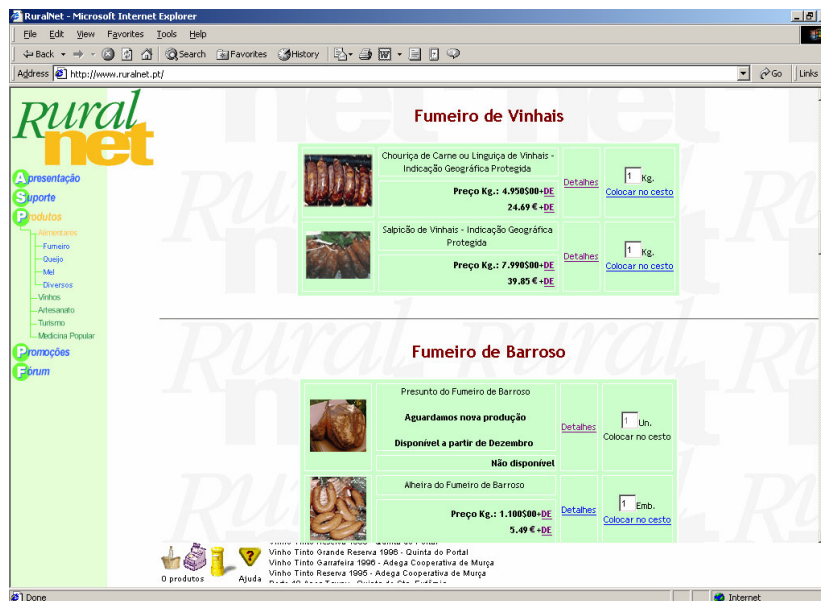 RuralNet - Microsoft Internet Explorer
File Edit View Favorites Tools Help
Back Search Favorites History
Address http://www.ruralnet.pt/ Go Links
Rural
net
Apresentação
Suporte
Produtos
Alimentares
Fumeiro
Queijo
Mel
Diversos
Vinhos
Artesanato
Turismo
Medicina Popular
Promoções
Fórum
Fumeiro de Vinhais
Chouriça de Carne ou Linguiça de Vinhais -
Indicação Geográfica Protegida
Preço Kg.: 4.950$00+DE
24.69 €+DE
Detalhes
1 Kg.
Colocar no cesto
Salpicão de Vinhais - Indicação Geográfica
Protegida
Preço Kg.: 7.990$00+DE
39.85 €+DE
Detalhes
1 Kg.
Colocar no cesto
Fumeiro de Barroso
Presunto do Fumeiro de Barroso
Aguardamos nova produção
Disponível a partir de Dezembro
Não disponível
Detalhes
1 Un.
Colocar no cesto
Alheira do Fumeiro de Barroso
Preço Kg.: 1.100$00+DE
5.49 €+DE
Detalhes
1 Emb.
Colocar no cesto
0 produtos
Ajuda
Vinho Tinto Grande Reserva 1996 - Quinta do Portal
Vinho Tinto Garrafeira 1996 - Adega Cooperativa de Murça
Vinho Tinto Reserva 1995 - Adega Cooperativa de Murça
Done Internet